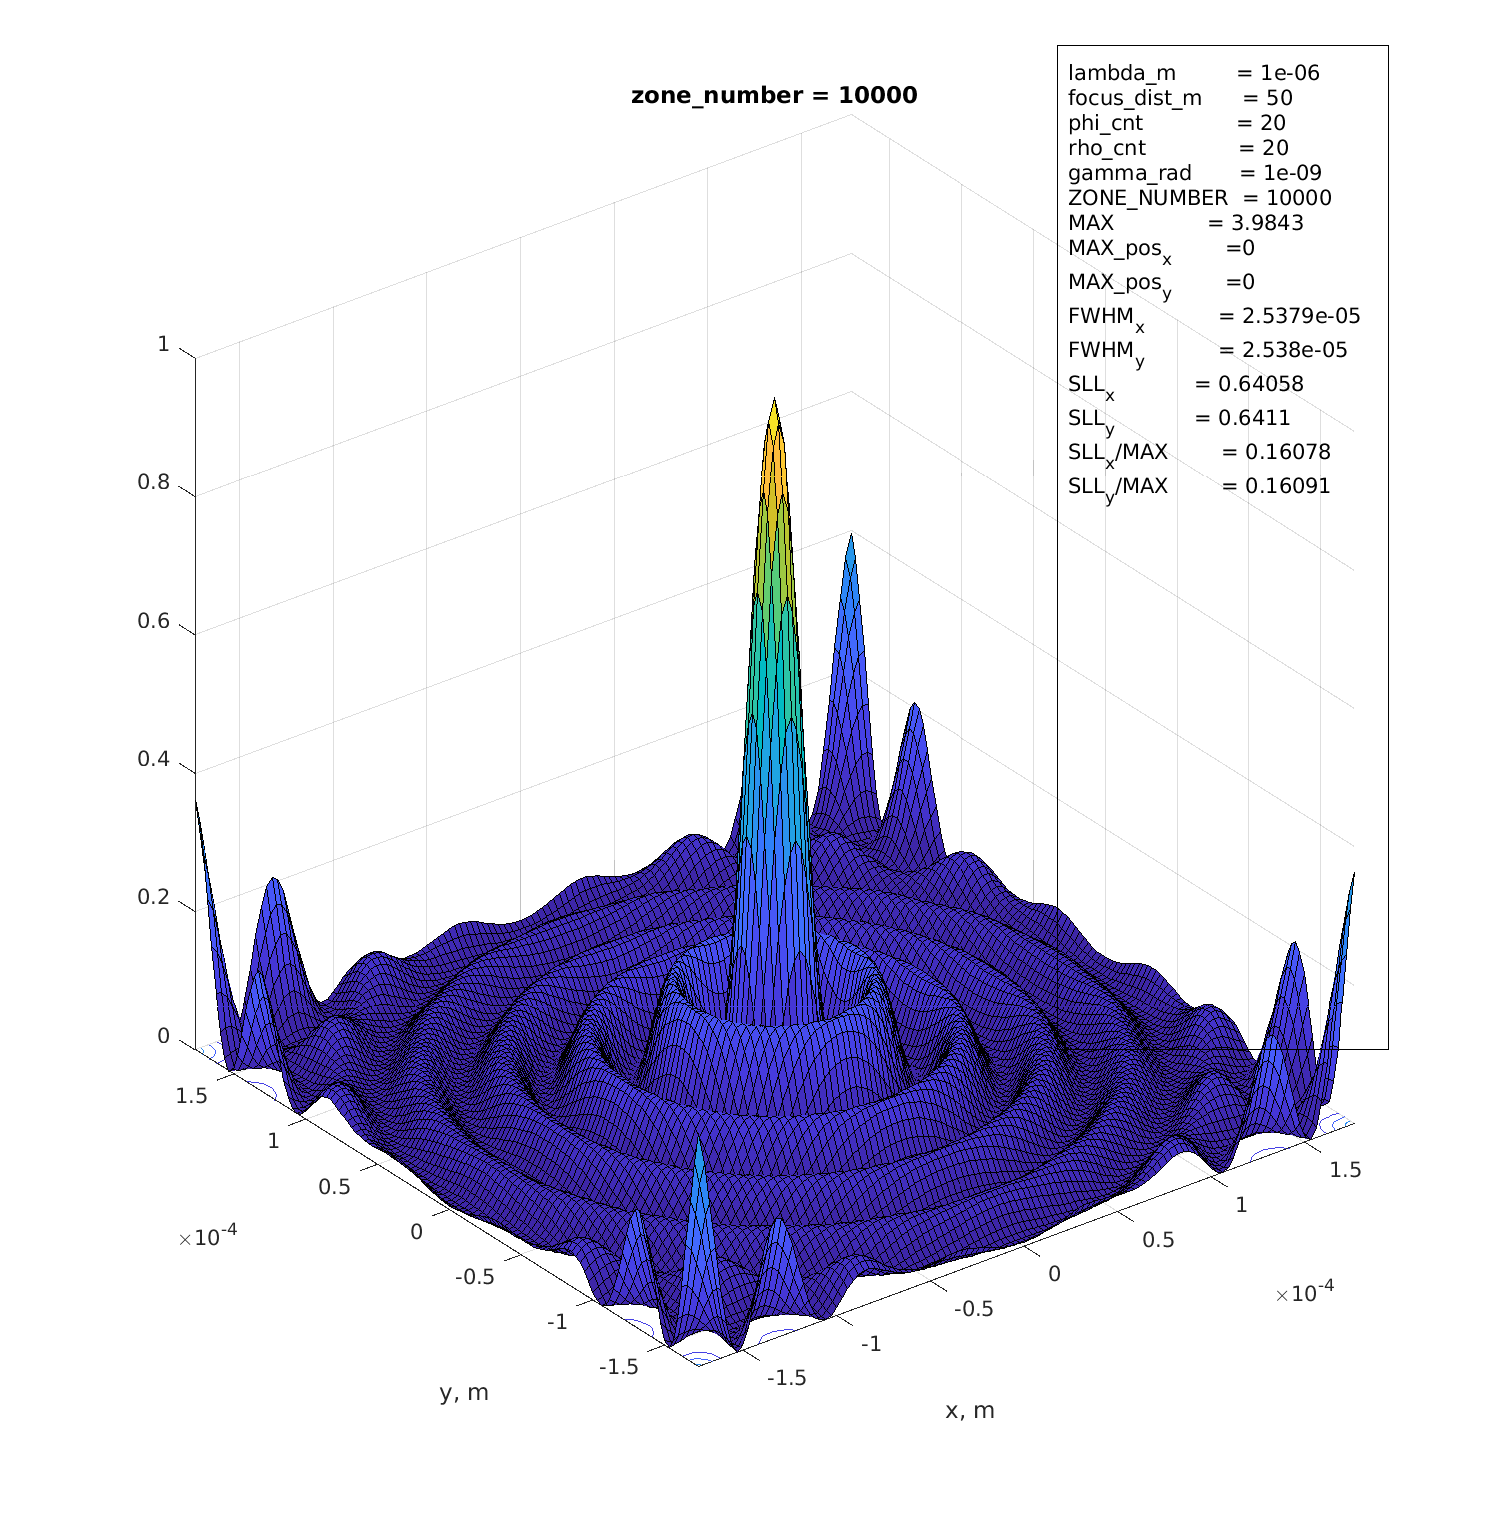 zone_number = 10000
lambda_m = 1e-06
focus_dist_m = 50
phi_cnt = 20
rho_cnt = 20
gamma_rad = 1e-09
ZONE_NUMBER = 10000
MAX = 3.9843
MAX_pos_x =0
MAX_pos_y =0
FWHM_x = 2.5379e-05
FWHM_y = 2.538e-05
SLL_x = 0.64058
SLL_y = 0.6411
SLL_x/MAX = 0.16078
SLL_y/MAX = 0.16091
1
0.8
0.6
0.4
0.2
0
1.5
1
0.5
0
-0.5
-1
-1.5
×10^-4
y, m
-1.5
-1
-0.5
0
0.5
1
1.5
×10^-4
x, m